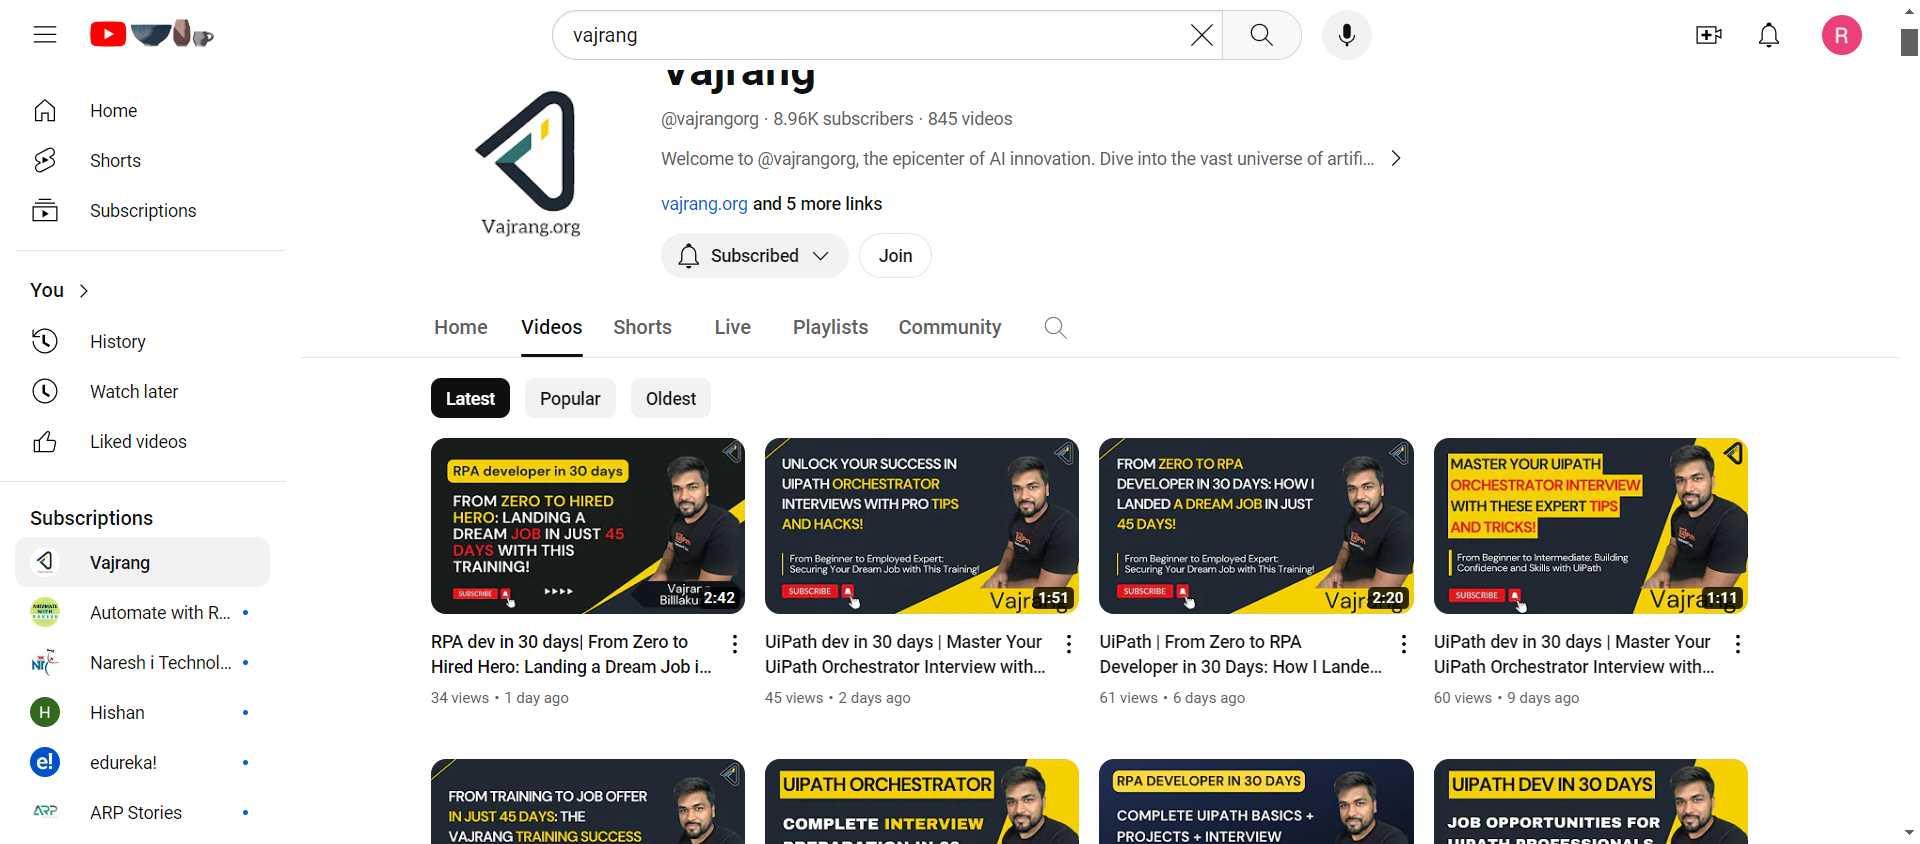 vajrang
R
Home
Shorts
Subscriptions
You
History
Watch later
Liked videos
Subscriptions
Vajrang
Automate with R...
Naresh i Technol...
H
Hishan
e!
edureka!
ARP
ARP Stories
Vajrang
Vajrang.org
@vajrangorg · 8.96K subscribers · 845 videos
Welcome to @vajrangorg, the epicenter of AI innovation. Dive into the vast universe of artifi...
vajrang.org and 5 more links
Subscribed
Join
Home Videos Shorts Live Playlists Community
Latest Popular Oldest
RPA developer in 30 days
FROM ZERO TO HIRED
HERO: LANDING A
DREAM JOB IN JUST 45
DAYS WITH THIS
TRAINING!
SUBSCRIBE
2:42
RPA dev in 30 days| From Zero to
Hired Hero: Landing a Dream Job i...
34 views • 1 day ago
UNLOCK YOUR SUCCESS IN
UIPATH ORCHESTRATOR
INTERVIEWS WITH PRO TIPS
AND HACKS!
From Beginner to Employed Expert:
Securing Your Dream Job with This Training!
SUBSCRIBE
1:51
UiPath dev in 30 days | Master Your
UiPath Orchestrator Interview with...
45 views • 2 days ago
FROM ZERO TO RPA
DEVELOPER IN 30 DAYS: HOW I
LANDED A DREAM JOB IN JUST
45 DAYS!
From Beginner to Employed Expert:
Securing Your Dream Job with This Training!
SUBSCRIBE
2:20
UiPath | From Zero to RPA
Developer in 30 Days: How I Lande...
61 views • 6 days ago
MASTER YOUR UIPATH
ORCHESTRATOR INTERVIEW
WITH THESE EXPERT TIPS
AND TRICKS!
From Beginner to Intermediate: Building
Confidence and Skills with UiPath
SUBSCRIBE
1:11
UiPath dev in 30 days | Master Your
UiPath Orchestrator Interview with...
60 views • 9 days ago
FROM TRAINING TO JOB OFFER
IN JUST 45 DAYS: THE
VAJRANG TRAINING SUCCESS
UIPATH ORCHESTRATOR
COMPLETE INTERVIEW
RPA DEVELOPER IN 30 DAYS
COMPLETE UIPATH BASICS +
PROJECTS + INTERVIEW
UIPATH DEV IN 30 DAYS
JOB OPPORTUNITIES FOR
UIPATH PROFESSIONALS